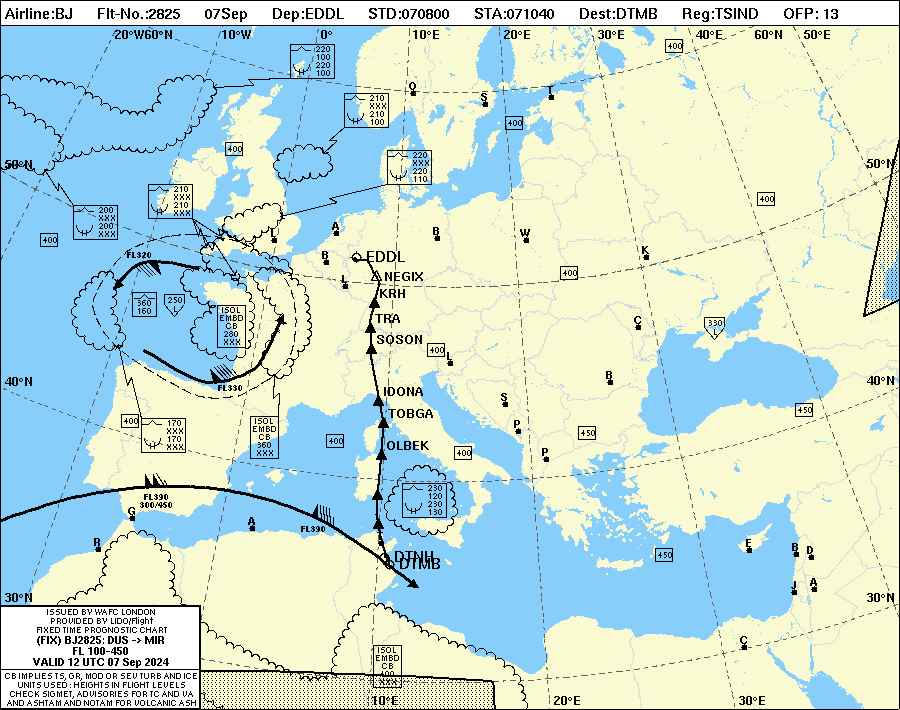 Airline:BJ Flt-No.:2825 07Sep Dep:EDDL STD:070800 STA:071040 Dest:DTMB Reg:TSIND OFP: 13
20°W60°N 10°W 0° 10°E 20°E 30°E 40°E 60°N 50°E
220
100
220
100
400
O
S
T
210
XXX
210
100
400
400
50°N
50°N
220
XXX
220
110
210
XXX
210
XXX
400
200
XXX
200
XXX
400
L
A
B
W
K
FL320
B
EDDL
L
NEGIX
400
KRH
360
160
250
L
ISOL
EMBD
CB
280
XXX
TRA
C
330
L
SOSON
400
L
40°N
FL330
B
40°N
IDONA
S
TOBGA
450
400
170
XXX
170
XXX
ISOL
EMBD
CB
360
XXX
400
P
450
OLBEK
400
P
FL390
300/450
230
120
230
130
G
A
FL390
R
E
B
D
DTNH
DTMB
450
J
A
30°N
30°N
C
ISSUED BY WAFC LONDON
PROVIDED BY LIDO/Flight
FIXED TIME PROGNOSTIC CHART
(FIX) BJ2825: DUS -> MIR
FL 100-450
VALID 12 UTC 07 Sep 2024
CB IMPLIES TS, GR, MOD OR SEV TURB AND ICE
UNITS USED : HEIGHTS IN FLIGHT LEVELS
CHECK SIGMET, ADVISORIES FOR TC AND VA
AND ASHTAM AND NOTAM FOR VOLCANIC ASH
ISOL
EMBD
CB
400
XXX
10°E
20°E
30°E